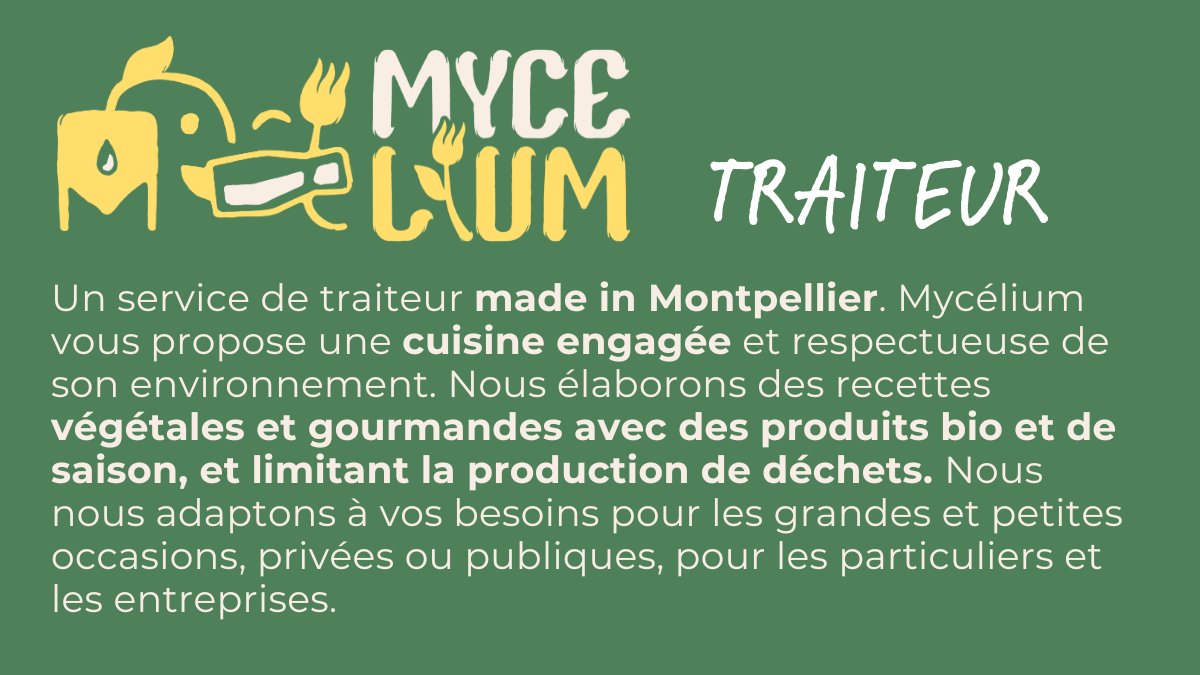 MYCE
LIUM
TRAITEUR
Un service de traiteur made in Montpellier. Mycélium
vous propose une cuisine engagée et respectueuse de
son environnement. Nous élaborons des recettes
végétales et gourmandes avec des produits bio et de
saison, et limitant la production de déchets. Nous
nous adaptons à vos besoins pour les grandes et petites
occasions, privées ou publiques, pour les particuliers et
les entreprises.